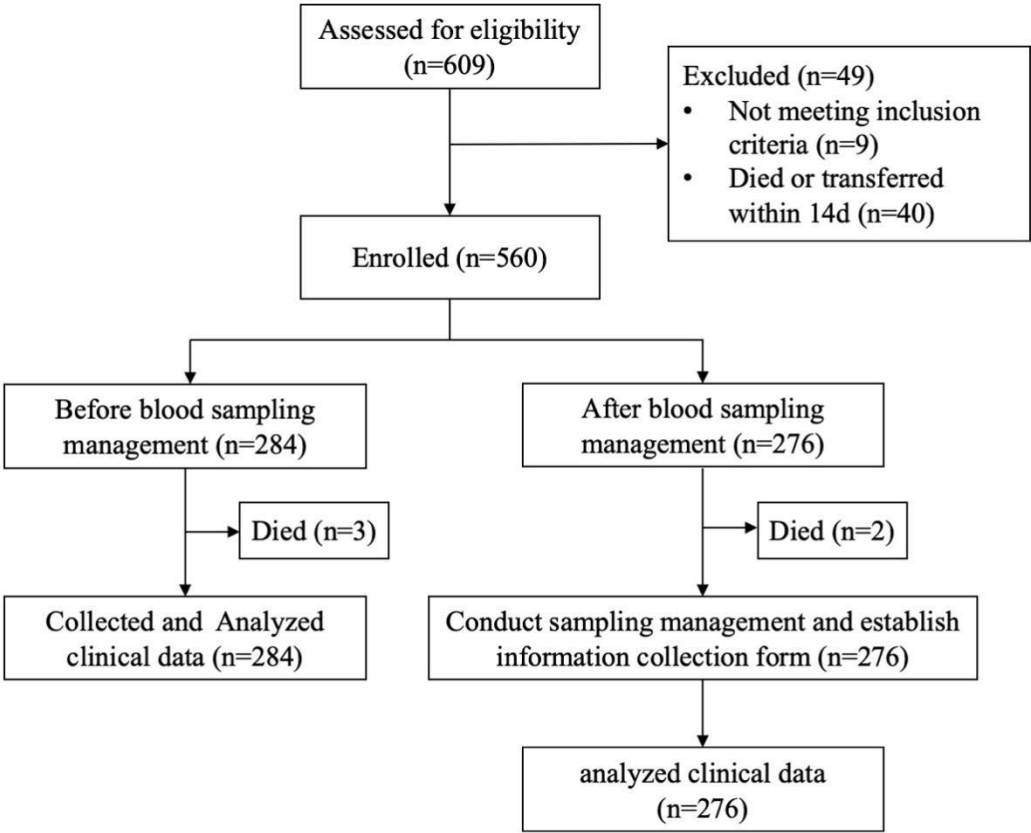 Assessed for eligibility
(n=609)
Excluded (n=49)
• Not meeting inclusion
criteria (n=9)
• Died or transferred
within 14d (n=40)
Enrolled (n=560)
Before blood sampling
management (n=284)
After blood sampling
management (n=276)
Died (n=3)
Died (n=2)
Collected and Analyzed
clinical data (n=284)
Conduct sampling management and establish
information collection form (n=276)
analyzed clinical data
(n=276)